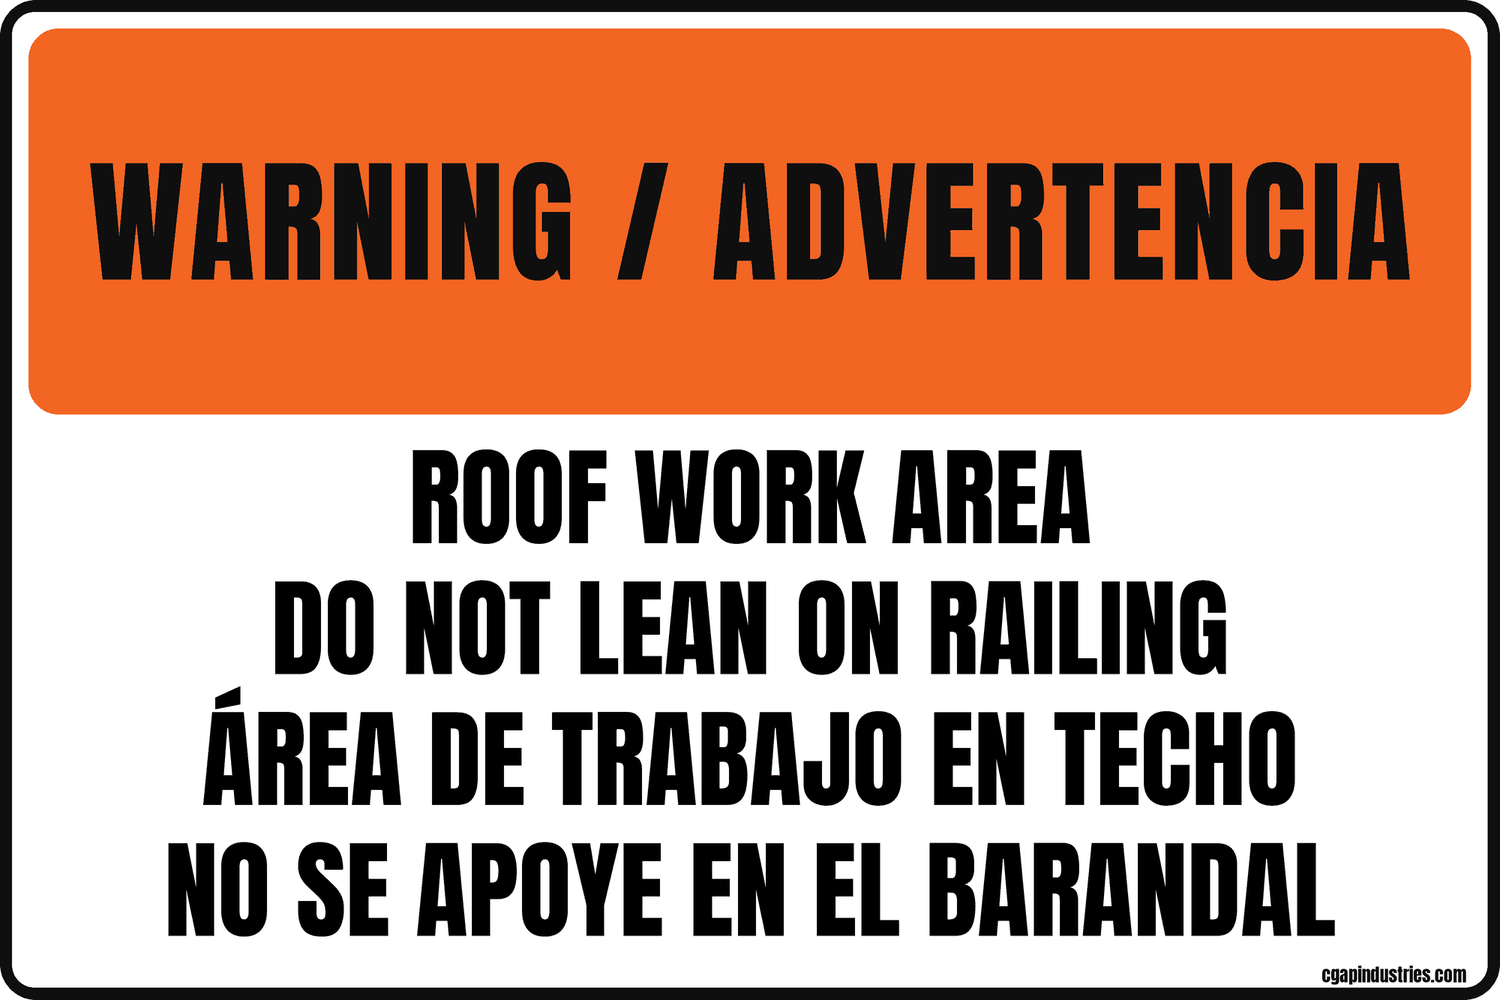 WARNING / ADVERTENCIA
ROOF WORK AREA
DO NOT LEAN ON RAILING
ÁREA DE TRABAJO EN TECHO
NO SE APOYE EN EL BARANDAL
cgapindustries.com